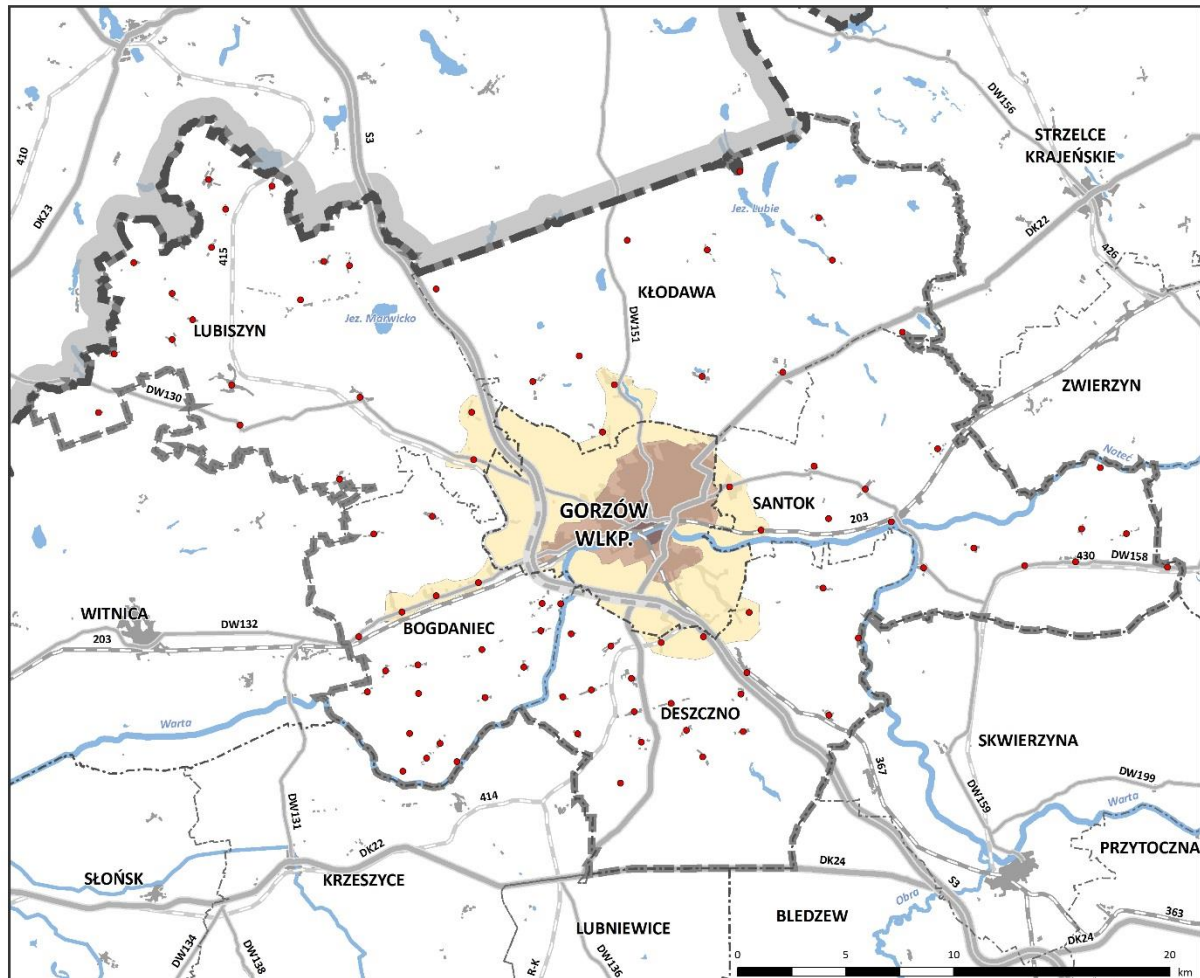 DW156
STRZELCE
KRAJEŃSKIE
S3
410
DK23
Jez. Lubie
DK22
415
426
KŁODAWA
Jez. Marwicko
LUBISZYN
DW151
ZWIERZYN
DW130
Noteć
SANTOK
GORZÓW
WLKP.
203
430
DW158
WITNICA
DW132
203
BOGDANIEC
DESZCZNO
Warta
SKWIERZYNA
367
DW199
DW159
414
Warta
DW131
PRZYTOCZNA
DK22
DK24
SŁOŃSK
KRZESZYCE
S3
Obra
BLEDZEW
363
LUBNIEWICE
DK24
DW134
DW138
R-K
DW136
0 5 10 20
km